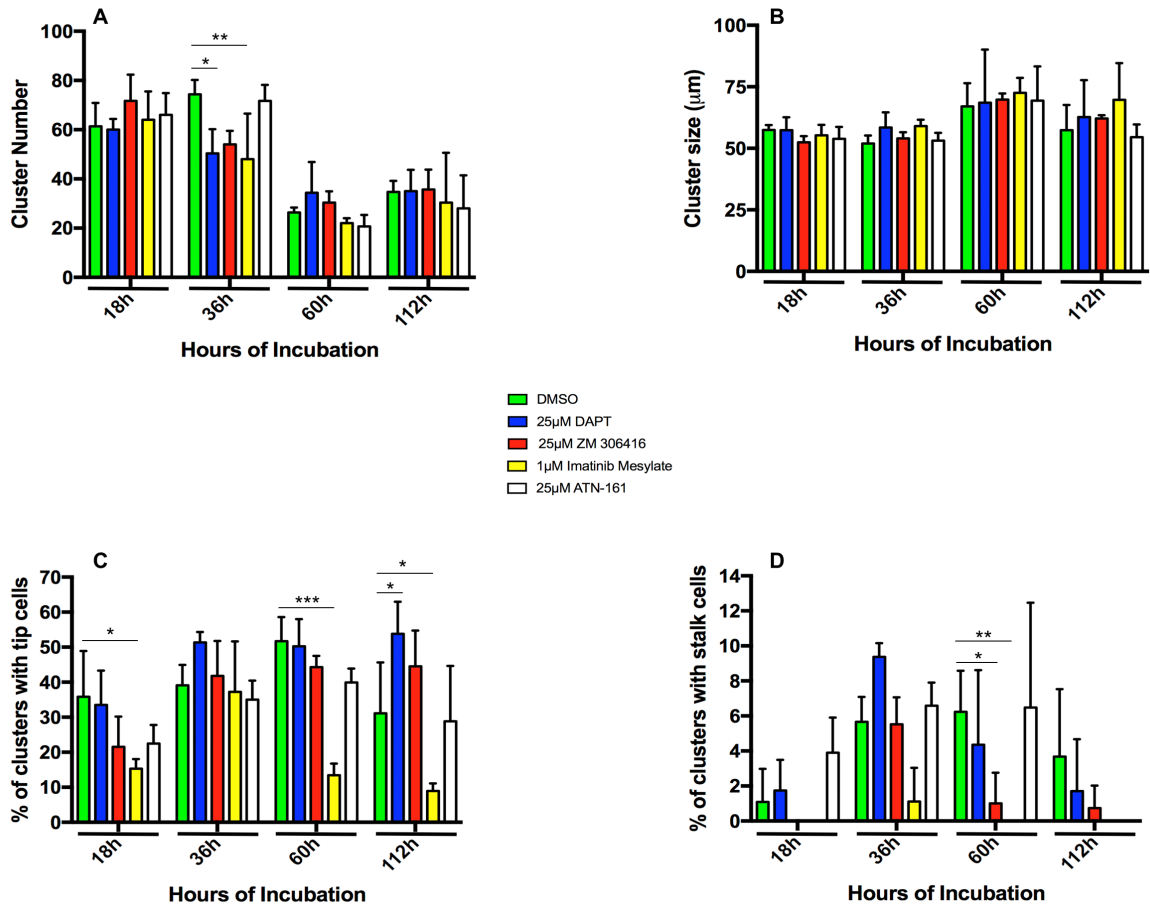 A
Cluster Number
100
80
60
40
20
0
**
*
18h
36h
60h
112h
Hours of Incubation
B
Cluster size (μm)
100
75
50
25
0
18h
36h
60h
112h
Hours of Incubation
DMSO
25μM DAPT
25μM ZM 306416
1μM Imatinib Mesylate
25μM ATN-161
C
% of clusters with tip cells
70
60
50
40
30
20
10
0
*
***
*
*
18h
36h
60h
112h
Hours of Incubation
D
% of clusters with stalk cells
14
12
10
8
6
4
2
0
**
*
18h
36h
60h
112h
Hours of Incubation